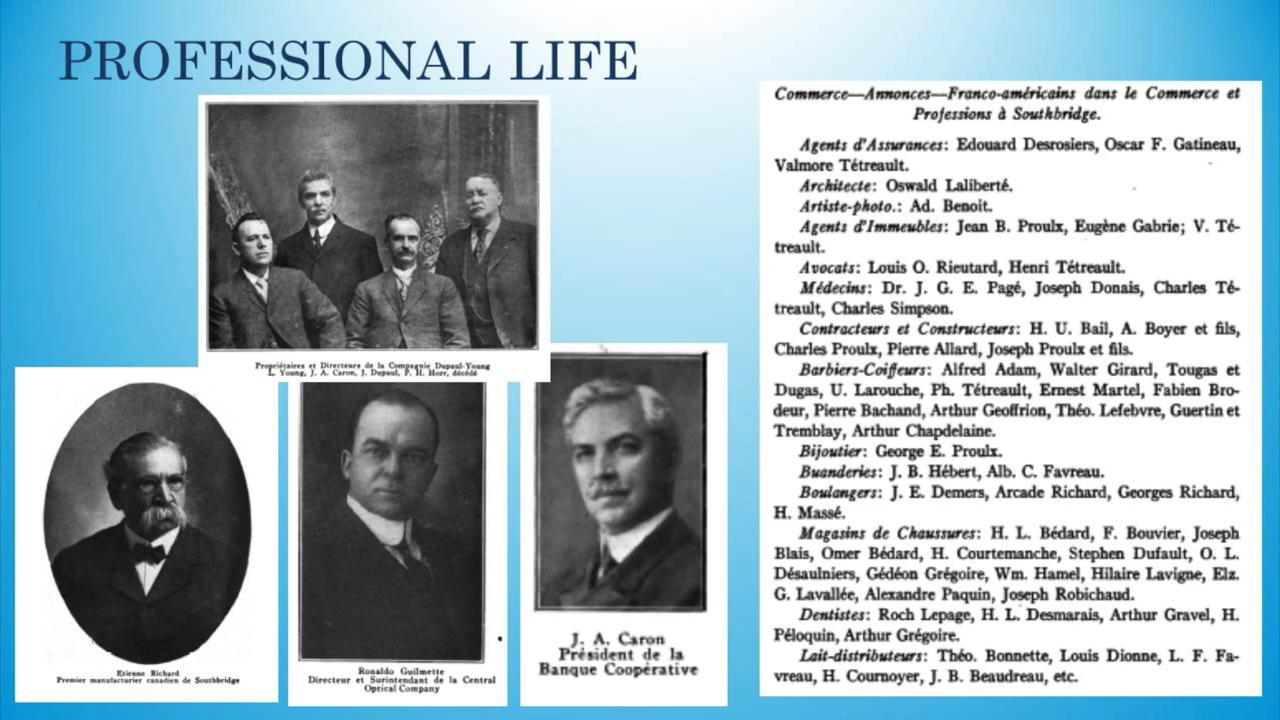 PROFESSIONAL LIFE
Propriétaires et Directeurs de la Compagnie Dupaul-Young
L. Young, J. A. Caron, J. Dupaul, P. H. Horr, décédé
Etienne Richard
Premier manufacturier canadien de Southbridge
Ronaldo Guilmette
Directeur et Surintendant de la Central
Optical Company
J. A. Caron
Président de la
Banque Coopérative
Commerce—Annonces—Franco-américains dans le Commerce et
Professions à Southbridge.
Agents d'Assurances: Edouard Desrosiers, Oscar F. Gatineau,
Valmore Tétreault.
Architecte: Oswald Laliberté.
Artiste-photo.: Ad. Benoit.
Agents d'Immeubles: Jean B. Proulx, Eugène Gabrie; V. Té-
treault.
Avocats: Louis O. Rieutard, Henri Tétreault.
Médecins: Dr. J. G. E. Pagé, Joseph Donais, Charles Té-
treault, Charles Simpson.
Contracteurs et Constructeurs: H. U. Bail, A. Boyer et fils,
Charles Proulx, Pierre Allard, Joseph Proulx et fils.
Barbiers-Coiffeurs: Alfred Adam, Walter Girard, Tougas et
Dugas, U. Larouche, Ph. Tétreault, Ernest Martel, Fabien Bro-
deur, Pierre Bachand, Arthur Geoffrion, Théo. Lefebvre, Guertin et
Tremblay, Arthur Chapdelaine.
Bijoutier: George E. Proulx.
Buanderies: J. B. Hébert, Alb. C. Favreau.
Boulangers: J. E. Demers, Arcade Richard, Georges Richard,
H. Massé.
Magasins de Chaussures: H. L. Bédard, F. Bouvier, Joseph
Blais, Omer Bédard, H. Courtemanche, Stephen Dufault, O. L.
Désaulniers, Gédéon Grégoire, Wm. Hamel, Hilaire Lavigne, Elz.
G. Lavallée, Alexandre Paquin, Joseph Robichaud.
Dentistes: Roch Lepage, H. L. Desmarais, Arthur Gravel, H.
Péloquin, Arthur Grégoire.
Lait-distributeurs: Théo. Bonnette, Louis Dionne, L. F. Fa-
vreau, H. Cournoyer, J. B. Beaudreau, etc.